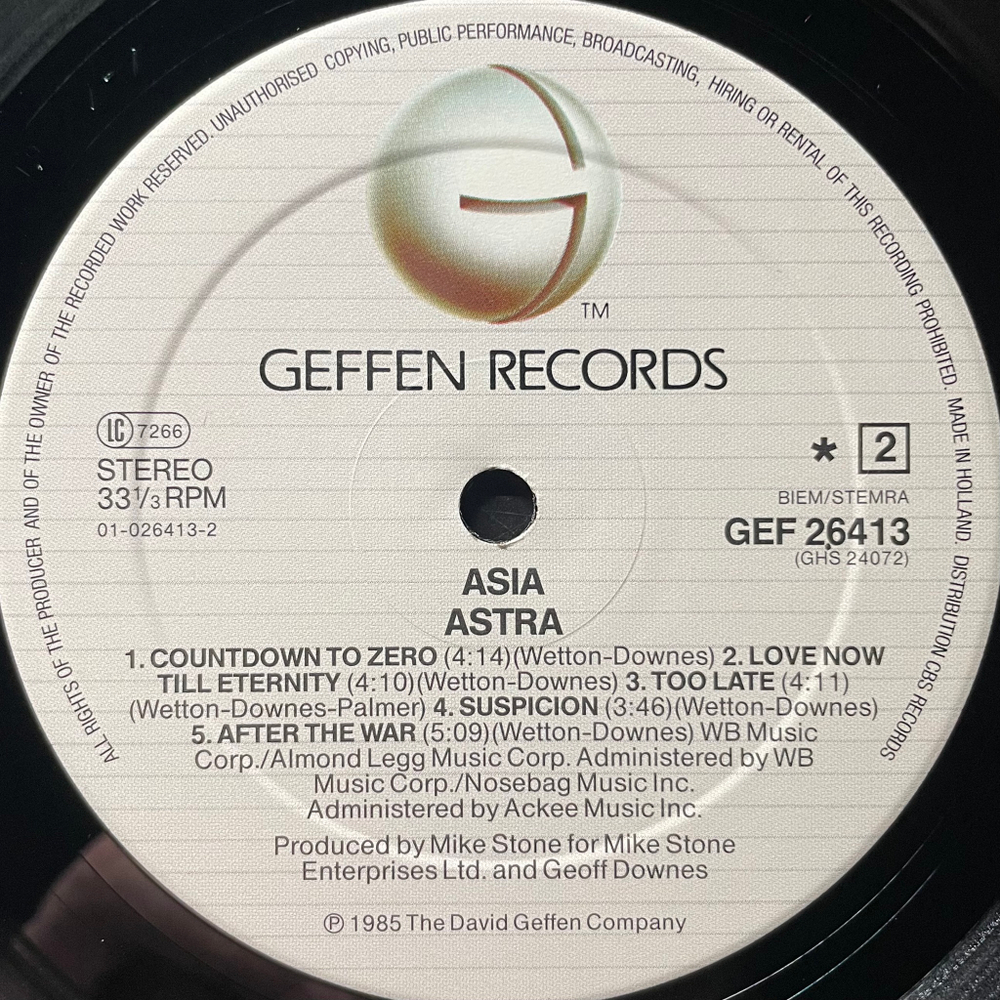 ALL RIGHTS OF THE PRODUCER AND OF THE OWNER OF THE RECORDED WORK RESERVED. UNAUTHORISED COPYING, PUBLIC PERFORMANCE, BROADCASTING, HIRING OR RENTAL OF THIS RECORDING PROHIBITED. MADE IN HOLLAND. DISTRIBUTION CBS RECORDS
TM
GEFFEN RECORDS
LC 7266
STEREO
33 1/3 RPM
01-026413-2
* 2
BIEM/STEMRA
GEF 26413
(GHS 24072)
ASIA
ASTRA
1. COUNTDOWN TO ZERO (4:14)(Wetton-Downes) 2. LOVE NOW
TILL ETERNITY (4:10)(Wetton-Downes) 3. TOO LATE (4:11)
(Wetton-Downes-Palmer) 4. SUSPICION (3:46)(Wetton-Downes)
5. AFTER THE WAR (5:09)(Wetton-Downes) WB Music
Corp./Almond Legg Music Corp. Administered by WB
Music Corp./Nosebag Music Inc.
Administered by Ackee Music Inc.
Produced by Mike Stone for Mike Stone
Enterprises Ltd. and Geoff Downes
℗ 1985 The David Geffen Company